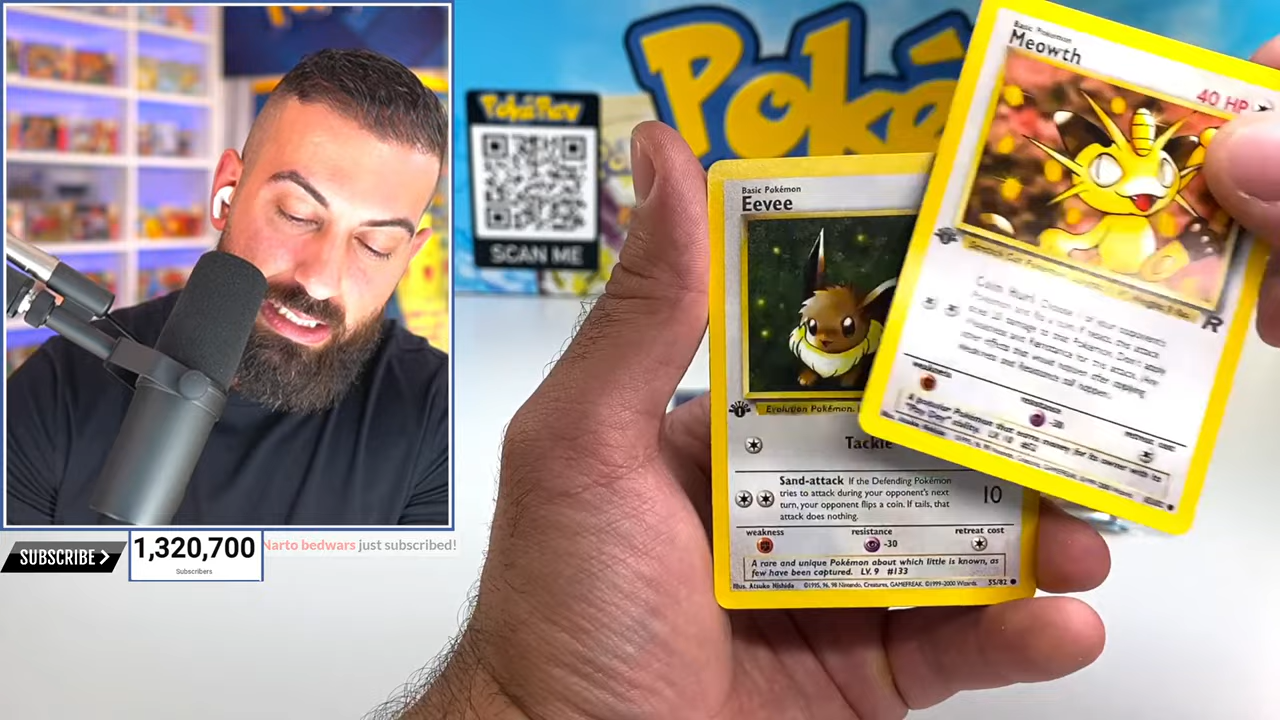 Poké
PokéRev
SCAN ME
Basic Pokémon
Meowth
40 HP
Basic Pokémon
Eevee
Evolution Pokémon.
Tackle
Sand-attack If the Defending Pokémon
tries to attack during your opponent's next
turn, your opponent flips a coin. If tails, that
attack does nothing.
10
weakness
resistance
-30
retreat cost
A rare and unique Pokémon about which little is known, as
few have been captured. LV. 9 #133
Illus. Atsuko Nishida ©1995, 96, 98 Nintendo, Creatures, GAMEFREAK. ©1999-2000 Wizards. 55/82
R
weakness
resistance
-30
retreat cost
SUBSCRIBE >
1,320,700
Subscribers
Narto bedwars just subscribed!